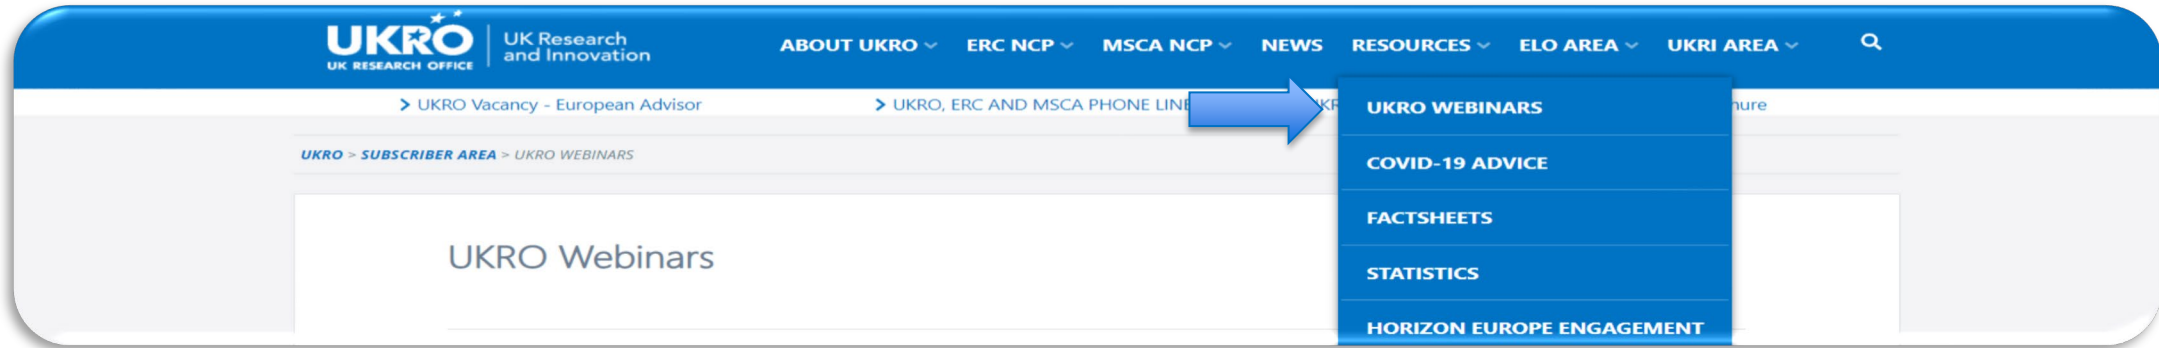 UKRO
UK RESEARCH OFFICE
UK Research
and Innovation
ABOUT UKRO ERC NCP MSCA NCP NEWS RESOURCES ELO AREA UKRI AREA
> UKRO Vacancy - European Advisor > UKRO, ERC AND MSCA PHONE LINE
UKRO WEBINARS
UKRO > SUBSCRIBER AREA > UKRO WEBINARS
COVID-19 ADVICE
FACTSHEETS
UKRO Webinars
STATISTICS
HORIZON EUROPE ENGAGEMENT